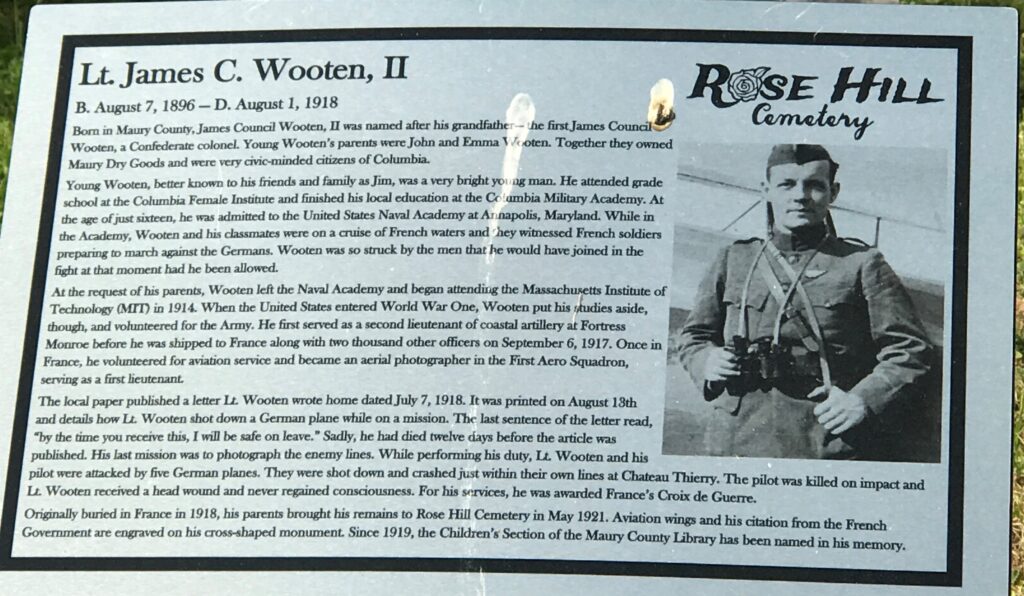 Lt. James C. Wooten, II
B. August 7, 1896 – D. August 1, 1918
ROSE HILL
Cemetery
Born in Maury County, James Council Wooten, II was named after his grandfather – the first James Council
Wooten, a Confederate colonel. Young Wooten's parents were John and Emma Wooten. Together they owned
Maury Dry Goods and were very civic-minded citizens of Columbia.
Young Wooten, better known to his friends and family as Jim, was a very bright young man. He attended grade
school at the Columbia Female Institute and finished his local education at the Columbia Military Academy. At
the age of just sixteen, he was admitted to the United States Naval Academy at Annapolis, Maryland. While in
the Academy, Wooten and his classmates were on a cruise of French waters and they witnessed French soldiers
preparing to march against the Germans. Wooten was so struck by the men that he would have joined in the
fight at that moment had he been allowed.
At the request of his parents, Wooten left the Naval Academy and began attending the Massachusetts Institute of
Technology (MIT) in 1914. When the United States entered World War One, Wooten put his studies aside,
though, and volunteered for the Army. He first served as a second lieutenant of coastal artillery at Fortress
Monroe before he was shipped to France along with two thousand other officers on September 6, 1917. Once in
France, he volunteered for aviation service and became an aerial photographer in the First Aero Squadron,
serving as a first lieutenant.
The local paper published a letter Lt. Wooten wrote home dated July 7, 1918. It was printed on August 13th
and details how Lt. Wooten shot down a German plane while on a mission. The last sentence of the letter read,
"by the time you receive this, I will be safe on leave." Sadly, he had died twelve days before the article was
published. His last mission was to photograph the enemy lines. While performing his duty, Lt. Wooten and his
pilot were attacked by five German planes. They were shot down and crashed just within their own lines at Chateau Thierry. The pilot was killed on impact and
Lt. Wooten received a head wound and never regained consciousness. For his services, he was awarded France's Croix de Guerre.
Originally buried in France in 1918, his parents brought his remains to Rose Hill Cemetery in May 1921. Aviation wings and his citation from the French
Government are engraved on his cross-shaped monument. Since 1919, the Children's Section of the Maury County Library has been named in his memory.